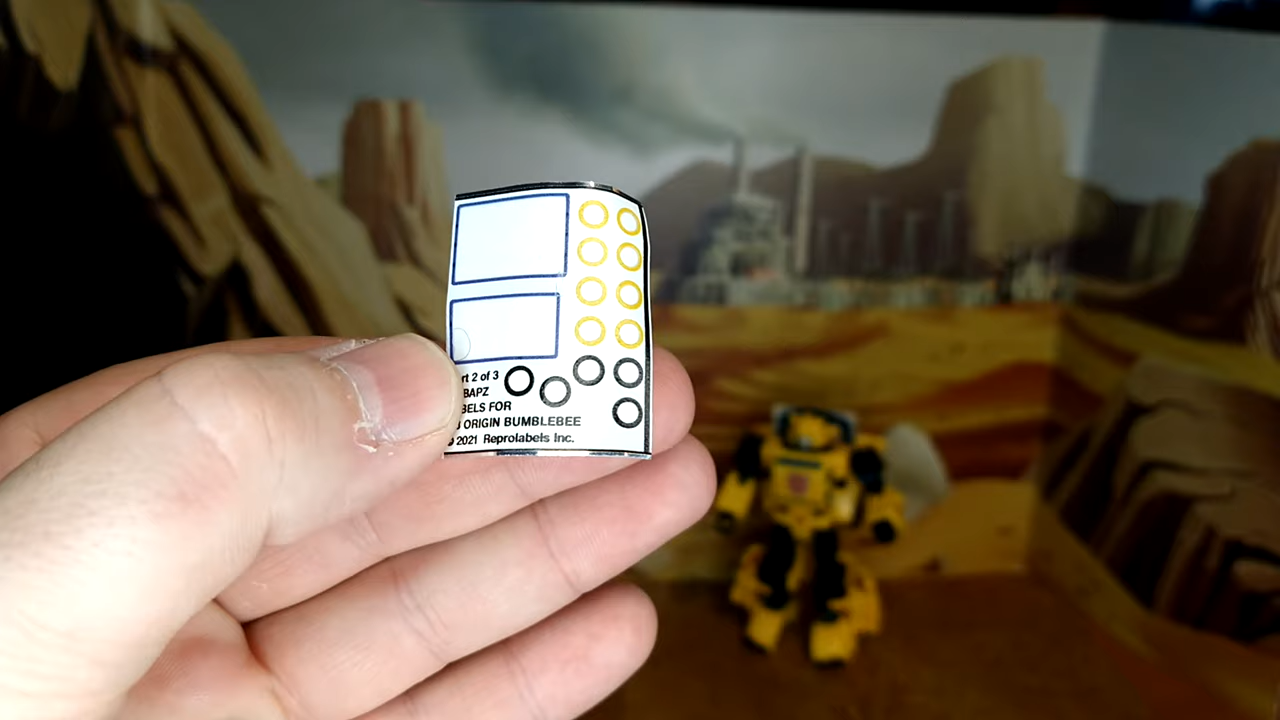 rt 2 of 3
BAPZ
BELS FOR
ORIGIN BUMBLEBEE
2021 Reprolabels Inc.